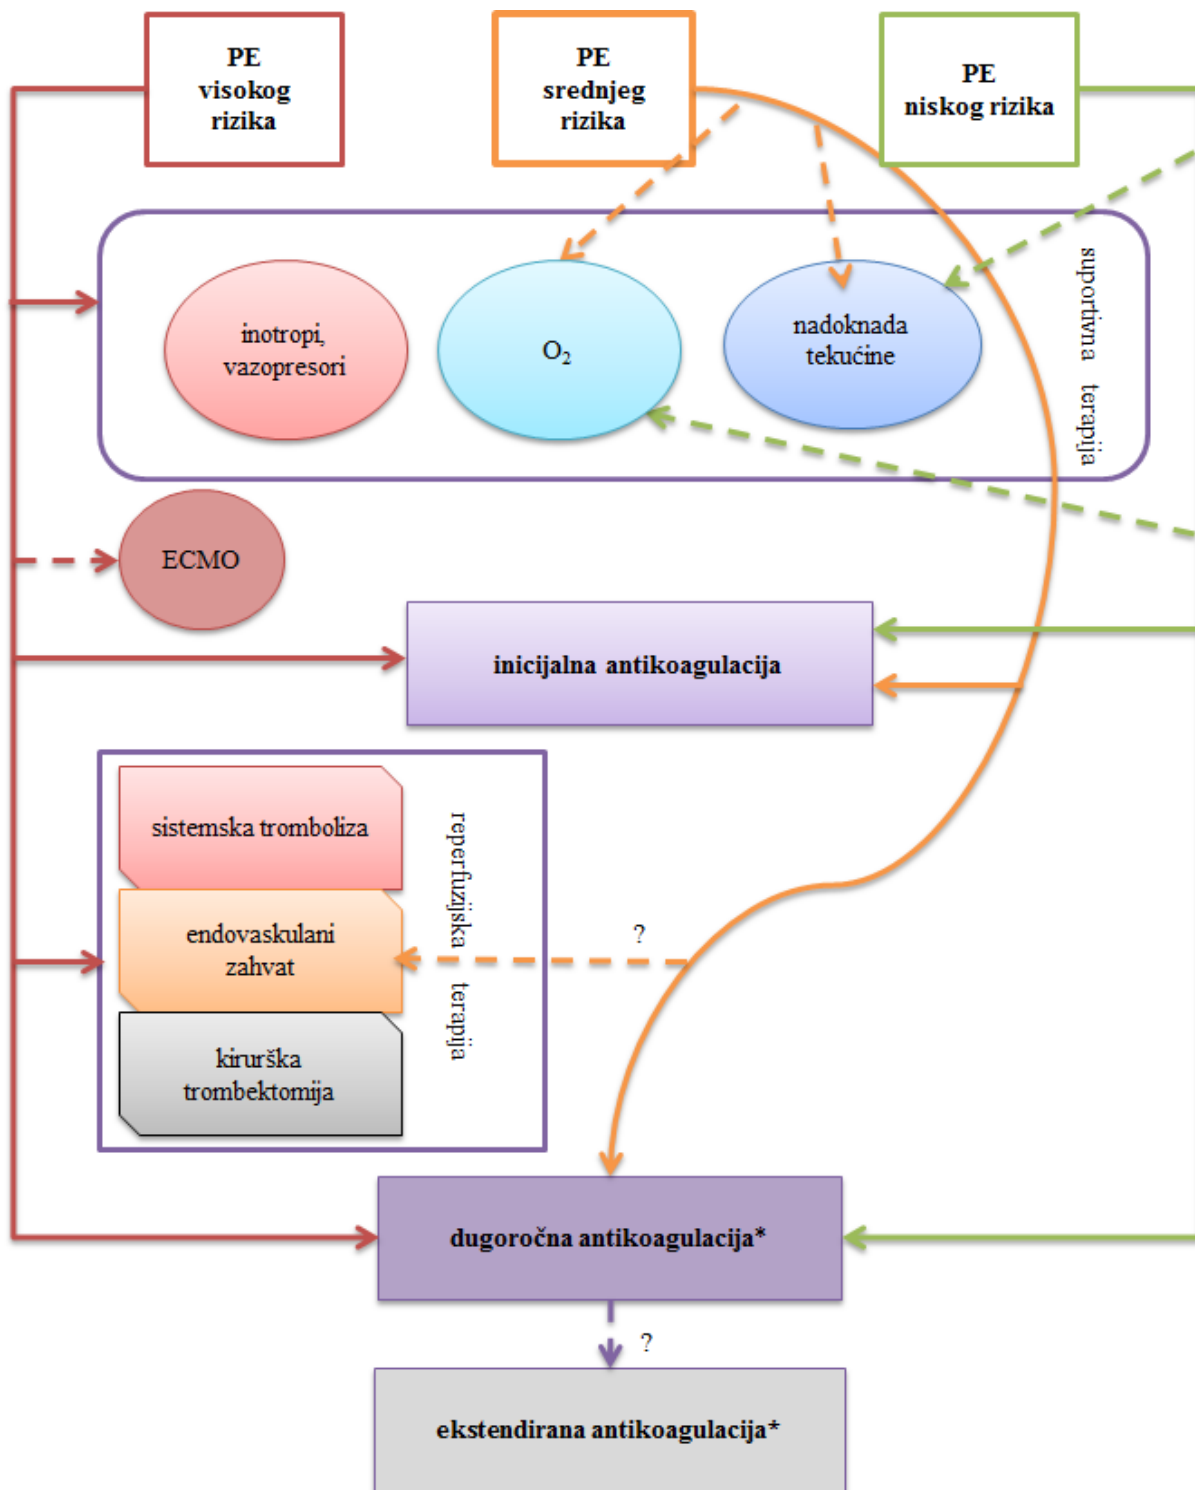 PE
visokog
rizika
PE
srednjeg
rizika
PE
niskog rizika
inotropi,
vazopresori
O₂
nadoknada
tekućine
suportivna terapija
ECMO
inicijalna antikoagulacija
sistemska tromboliza
endovaskulani
zahvat
kirurška
trombektomija
reperfuzijska terapija
?
dugoročna antikoagulacija*
?
ekstendirana antikoagulacija*